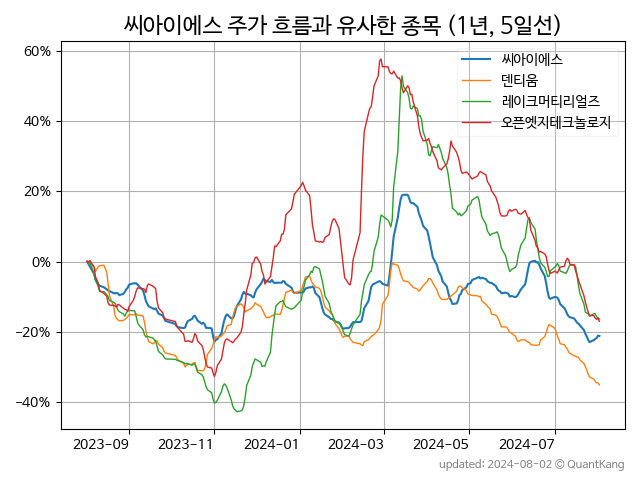 씨아이에스 주가 흐름과 유사한 종목 (1년, 5일선)
씨아이에스
덴티움
레이크머티리얼즈
오픈엣지테크놀로지
60%
40%
20%
0%
−20%
−40%
2023-09 2023-11 2024-01 2024-03 2024-05 2024-07
updated: 2024-08-02 © QuantKang